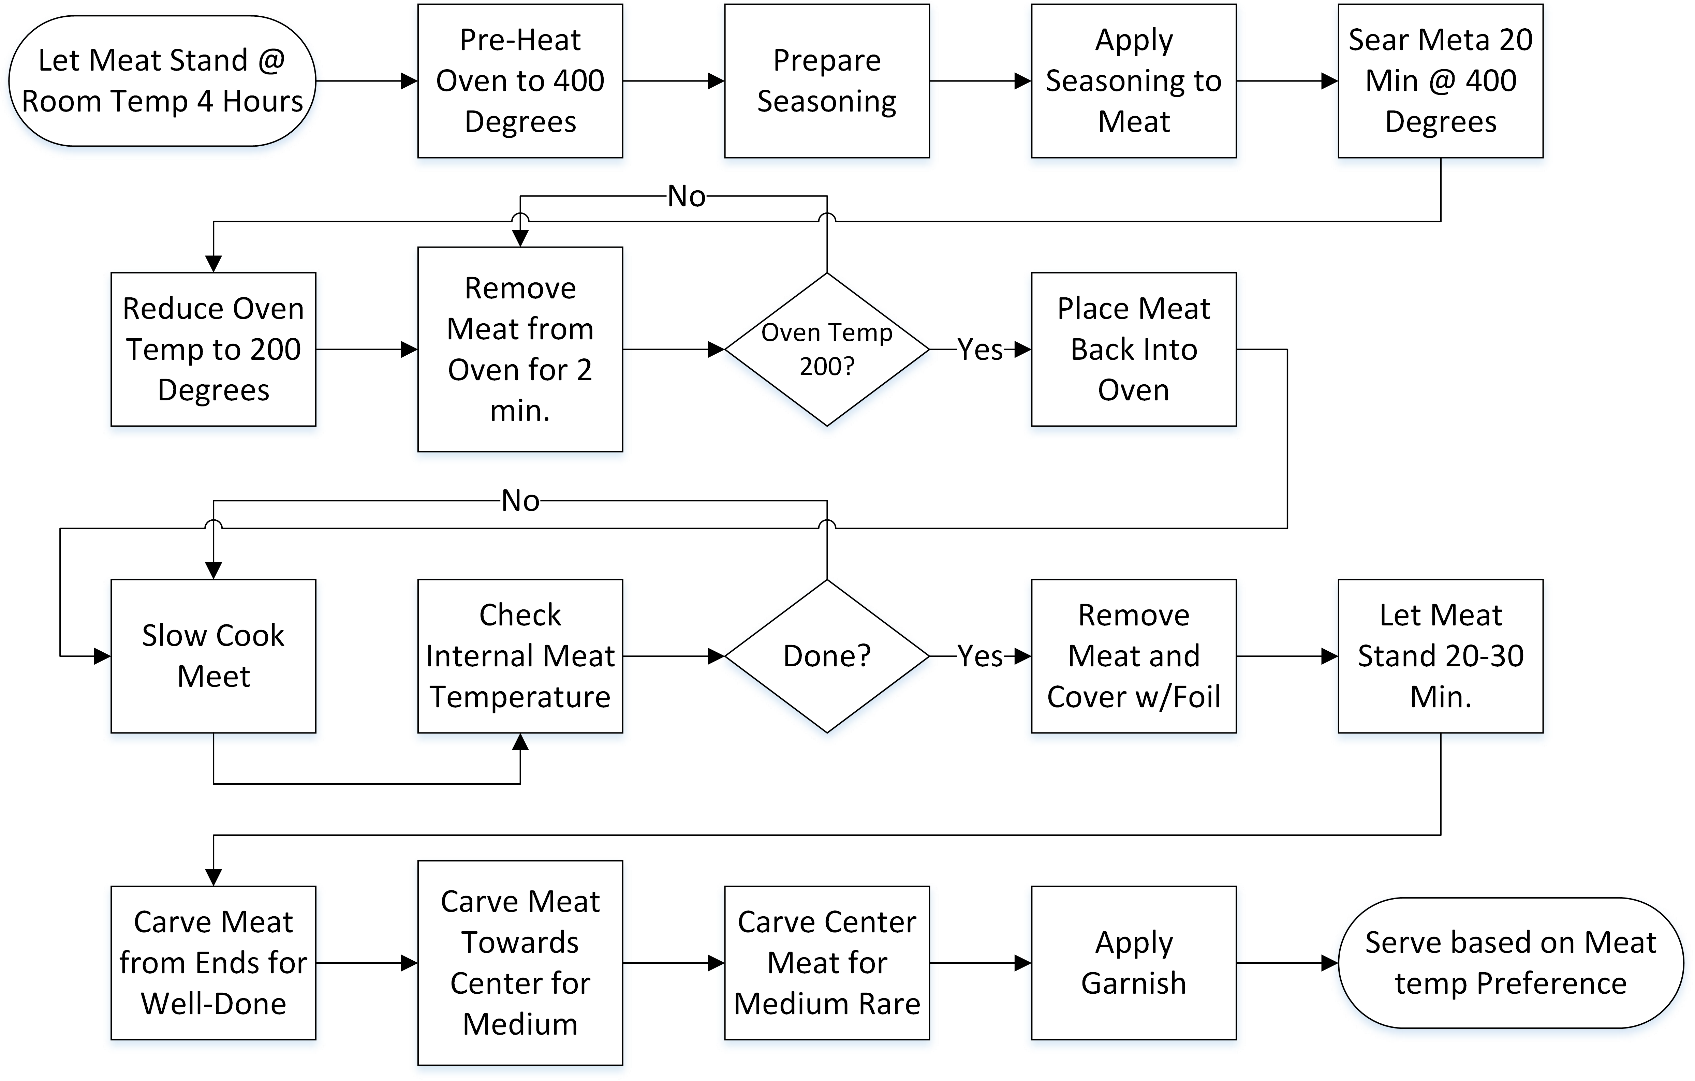 Let Meat Stand @
Room Temp 4 Hours
Pre-Heat
Oven to 400
Degrees
Prepare
Seasoning
Apply
Seasoning to
Meat
Sear Meta 20
Min @ 400
Degrees
No
Reduce Oven
Temp to 200
Degrees
Remove
Meat from
Oven for 2
min.
Oven Temp
200?
Yes
Place Meat
Back Into
Oven
No
Slow Cook
Meet
Check
Internal Meat
Temperature
Done?
Yes
Remove
Meat and
Cover w/Foil
Let Meat
Stand 20-30
Min.
Carve Meat
from Ends for
Well-Done
Carve Meat
Towards
Center for
Medium
Carve Center
Meat for
Medium Rare
Apply
Garnish
Serve based on Meat
temp Preference